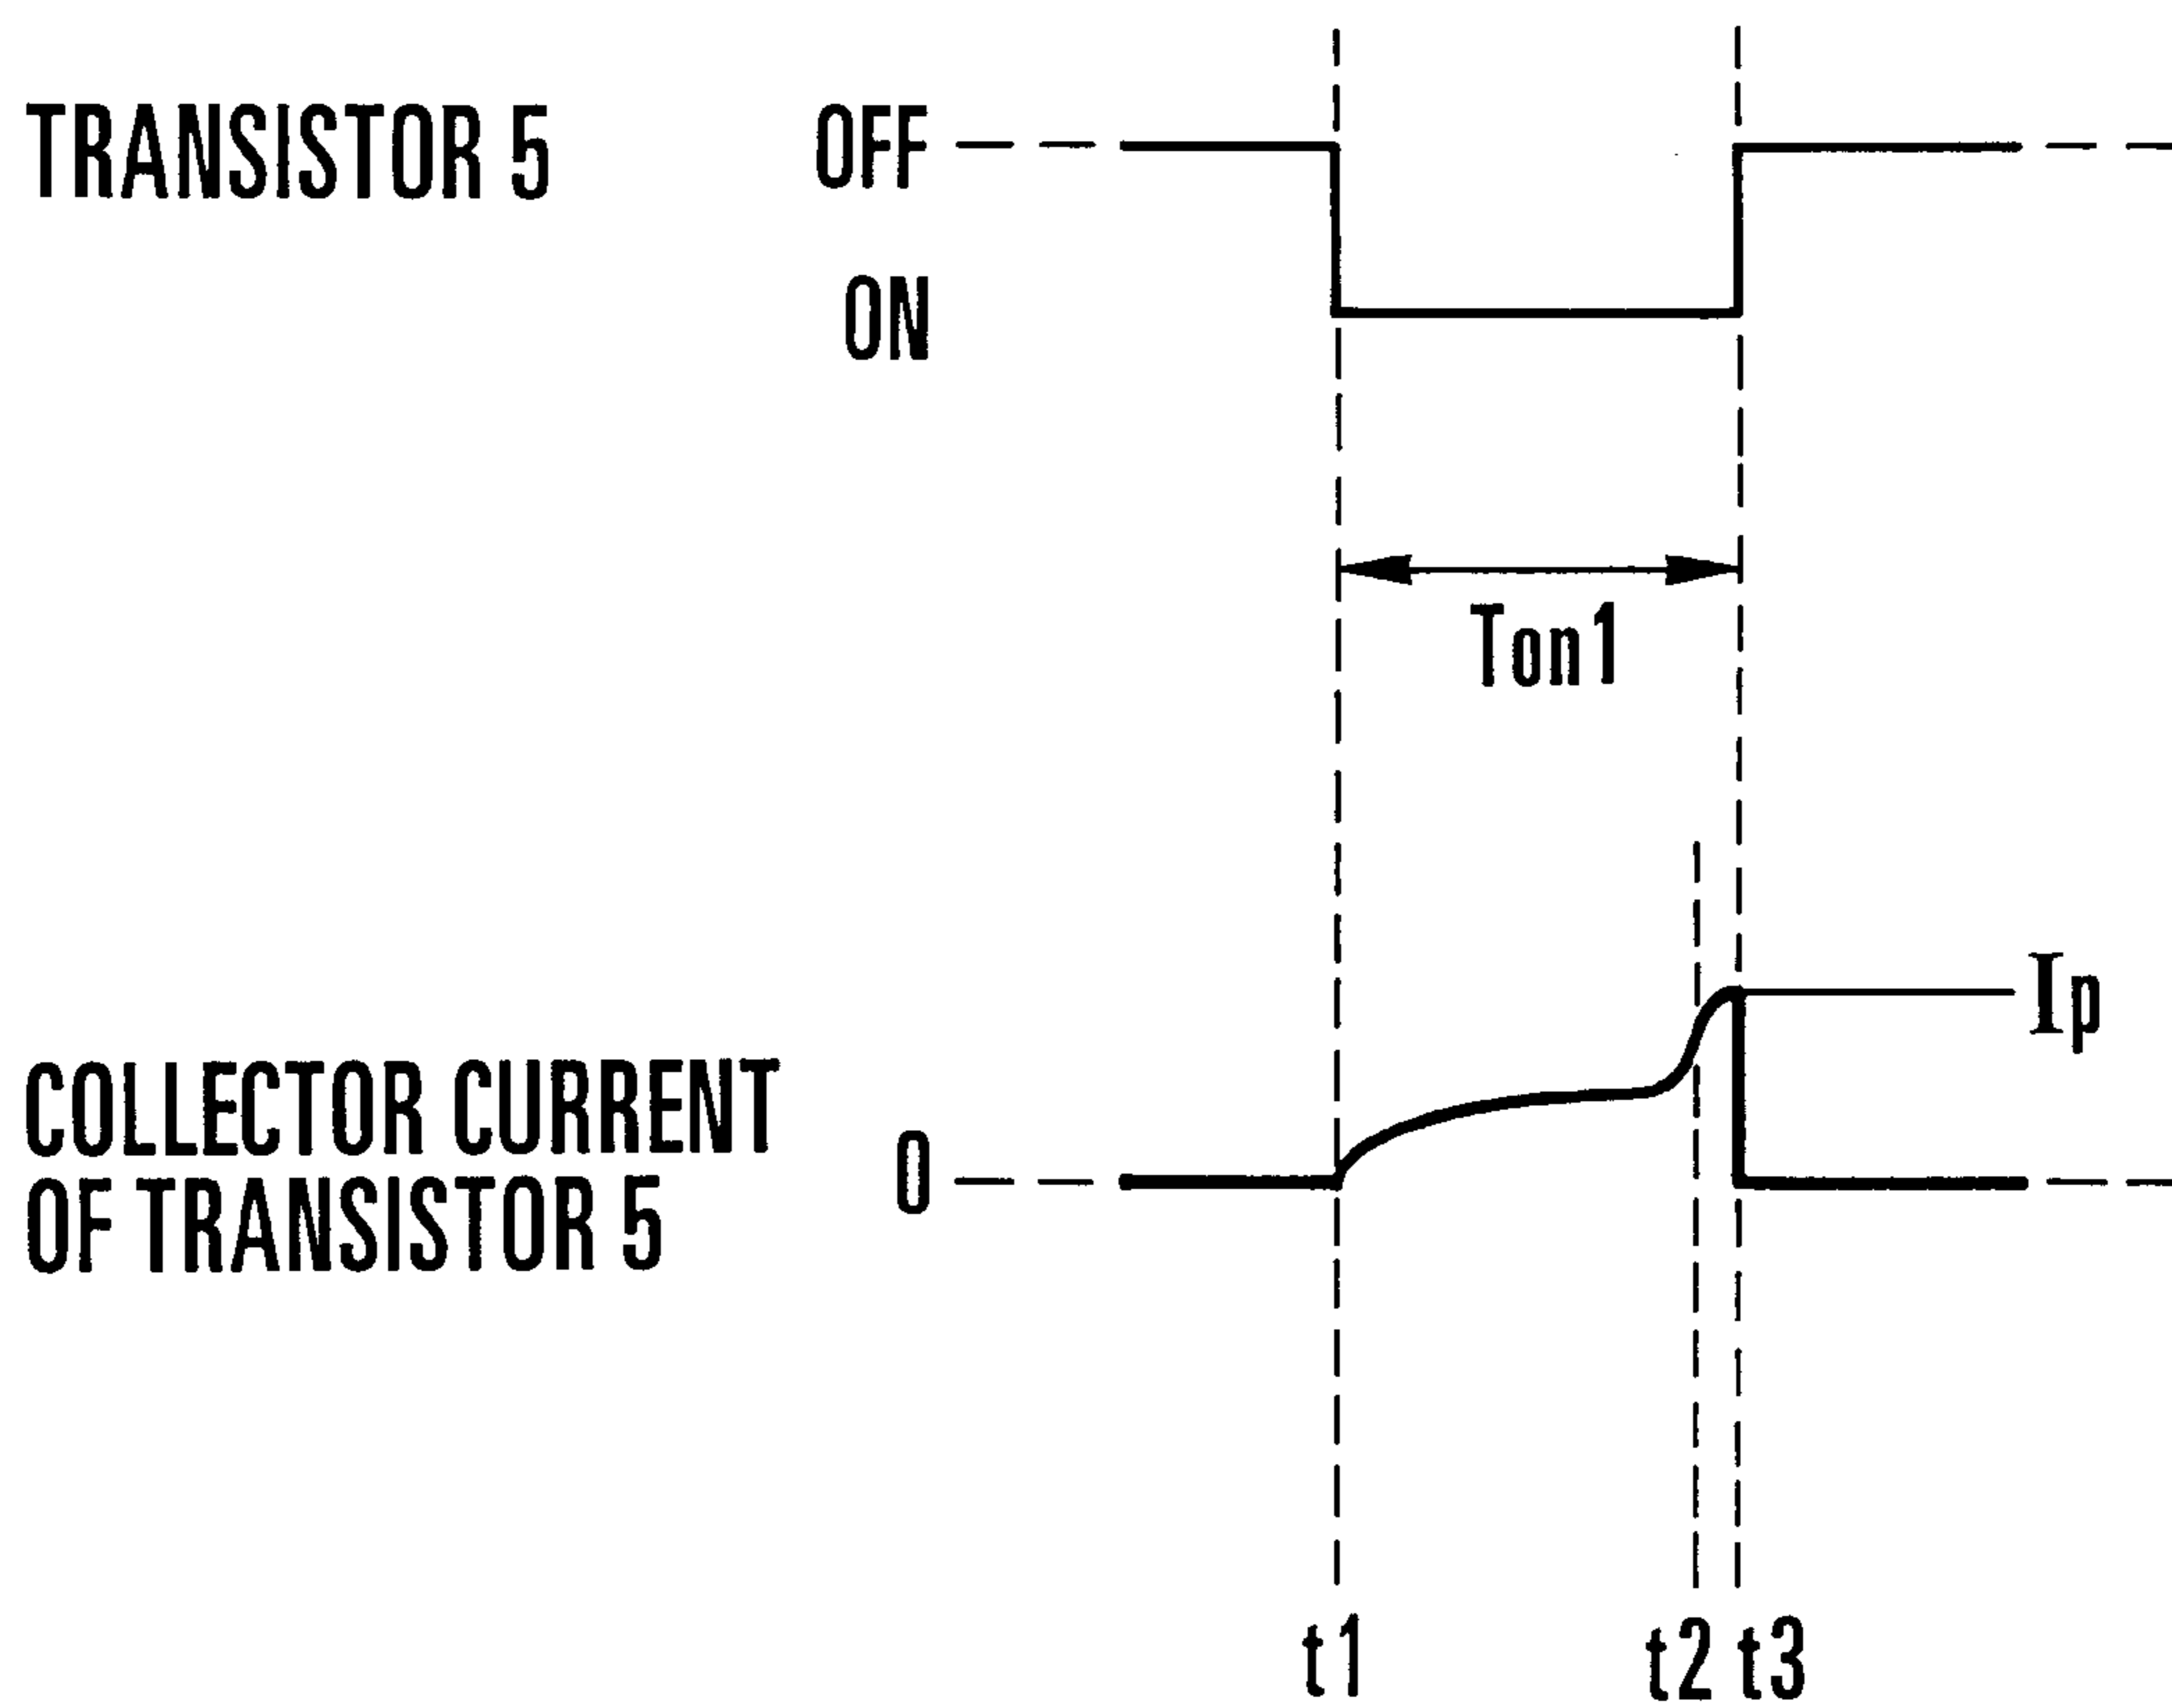 TRANSISTOR 5
OFF
ON
Ton1
Ip
COLLECTOR CURRENT
OF TRANSISTOR 5
0
t1
t2
t3